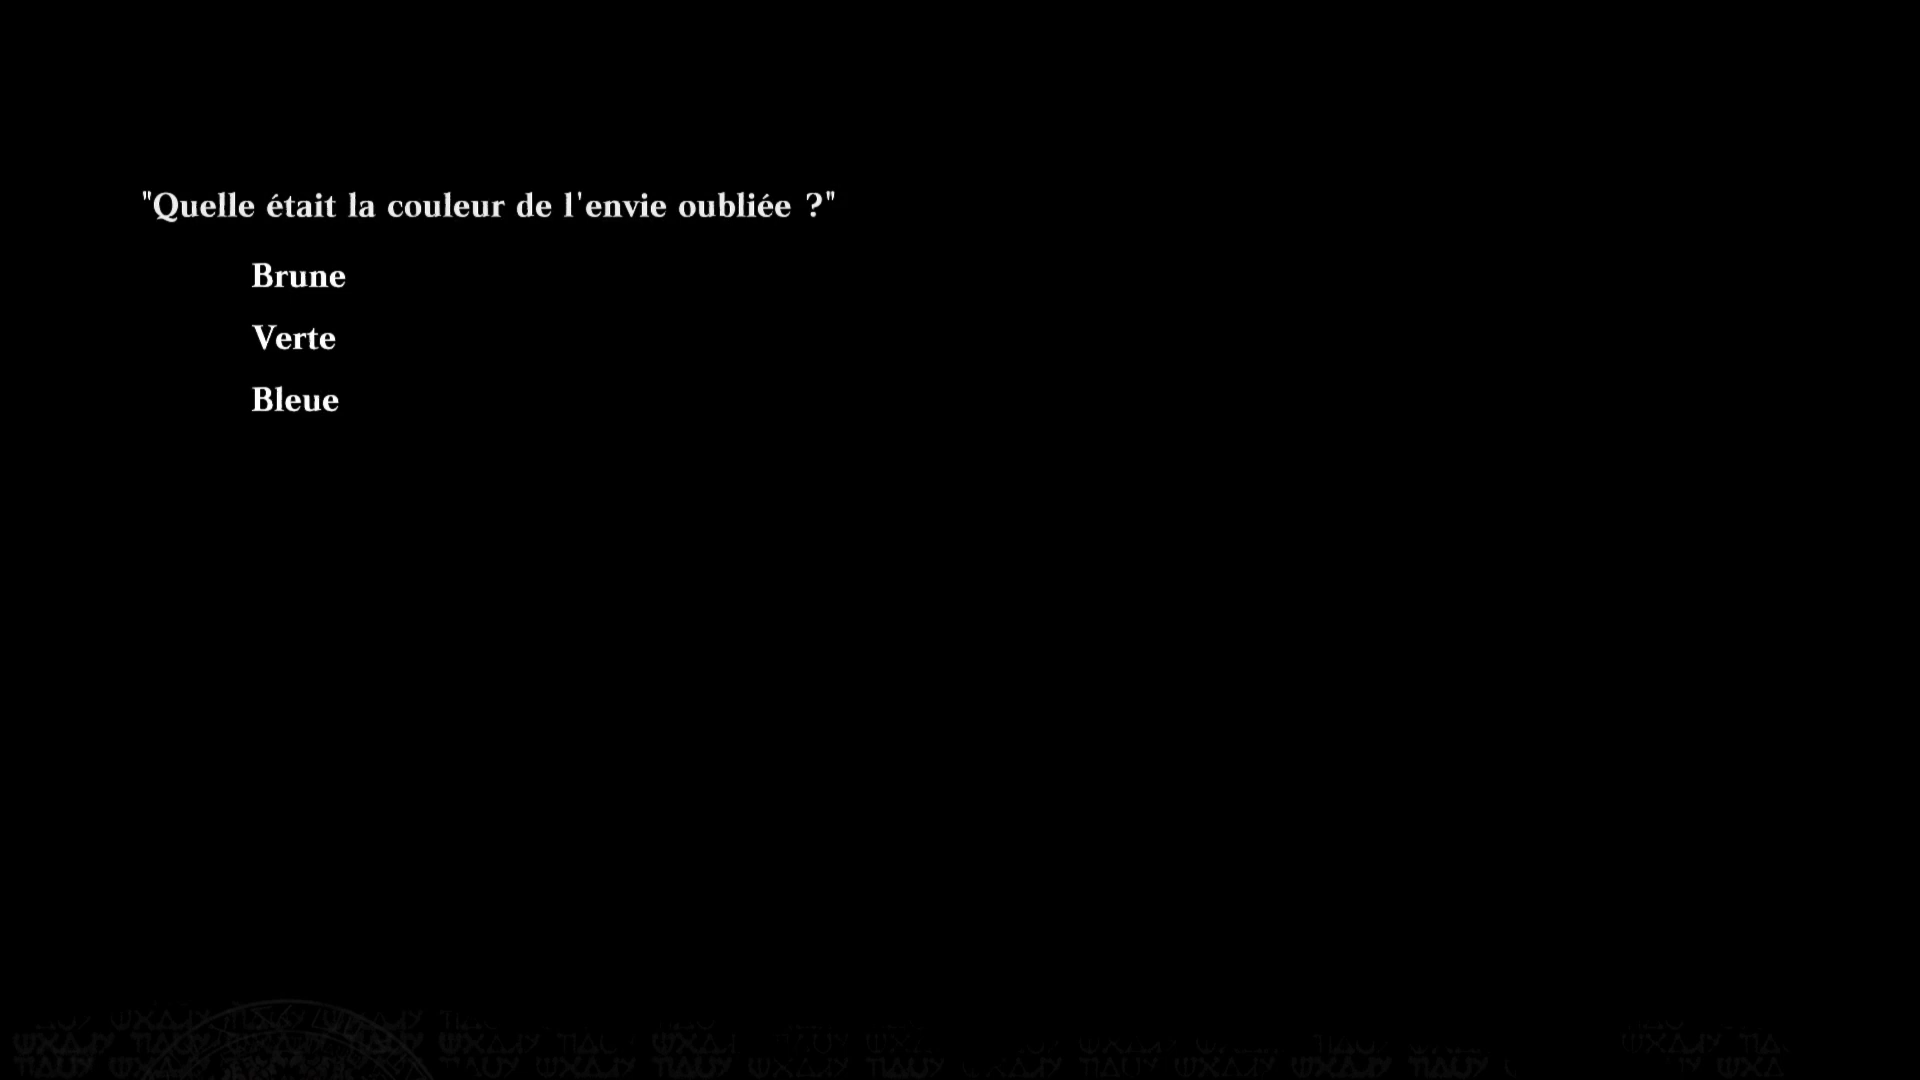 "Quelle était la couleur de l'envie oubliée ?"
Brune
Verte
Bleue